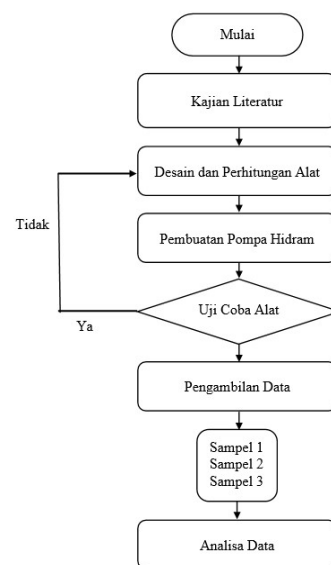 Mulai
Kajian Literatur
Desain dan Perhitungan Alat
Tidak
Pembuatan Pompa Hidram
Uji Coba Alat
Ya
Pengambilan Data
Sampel 1
Sampel 2
Sampel 3
Analisa Data